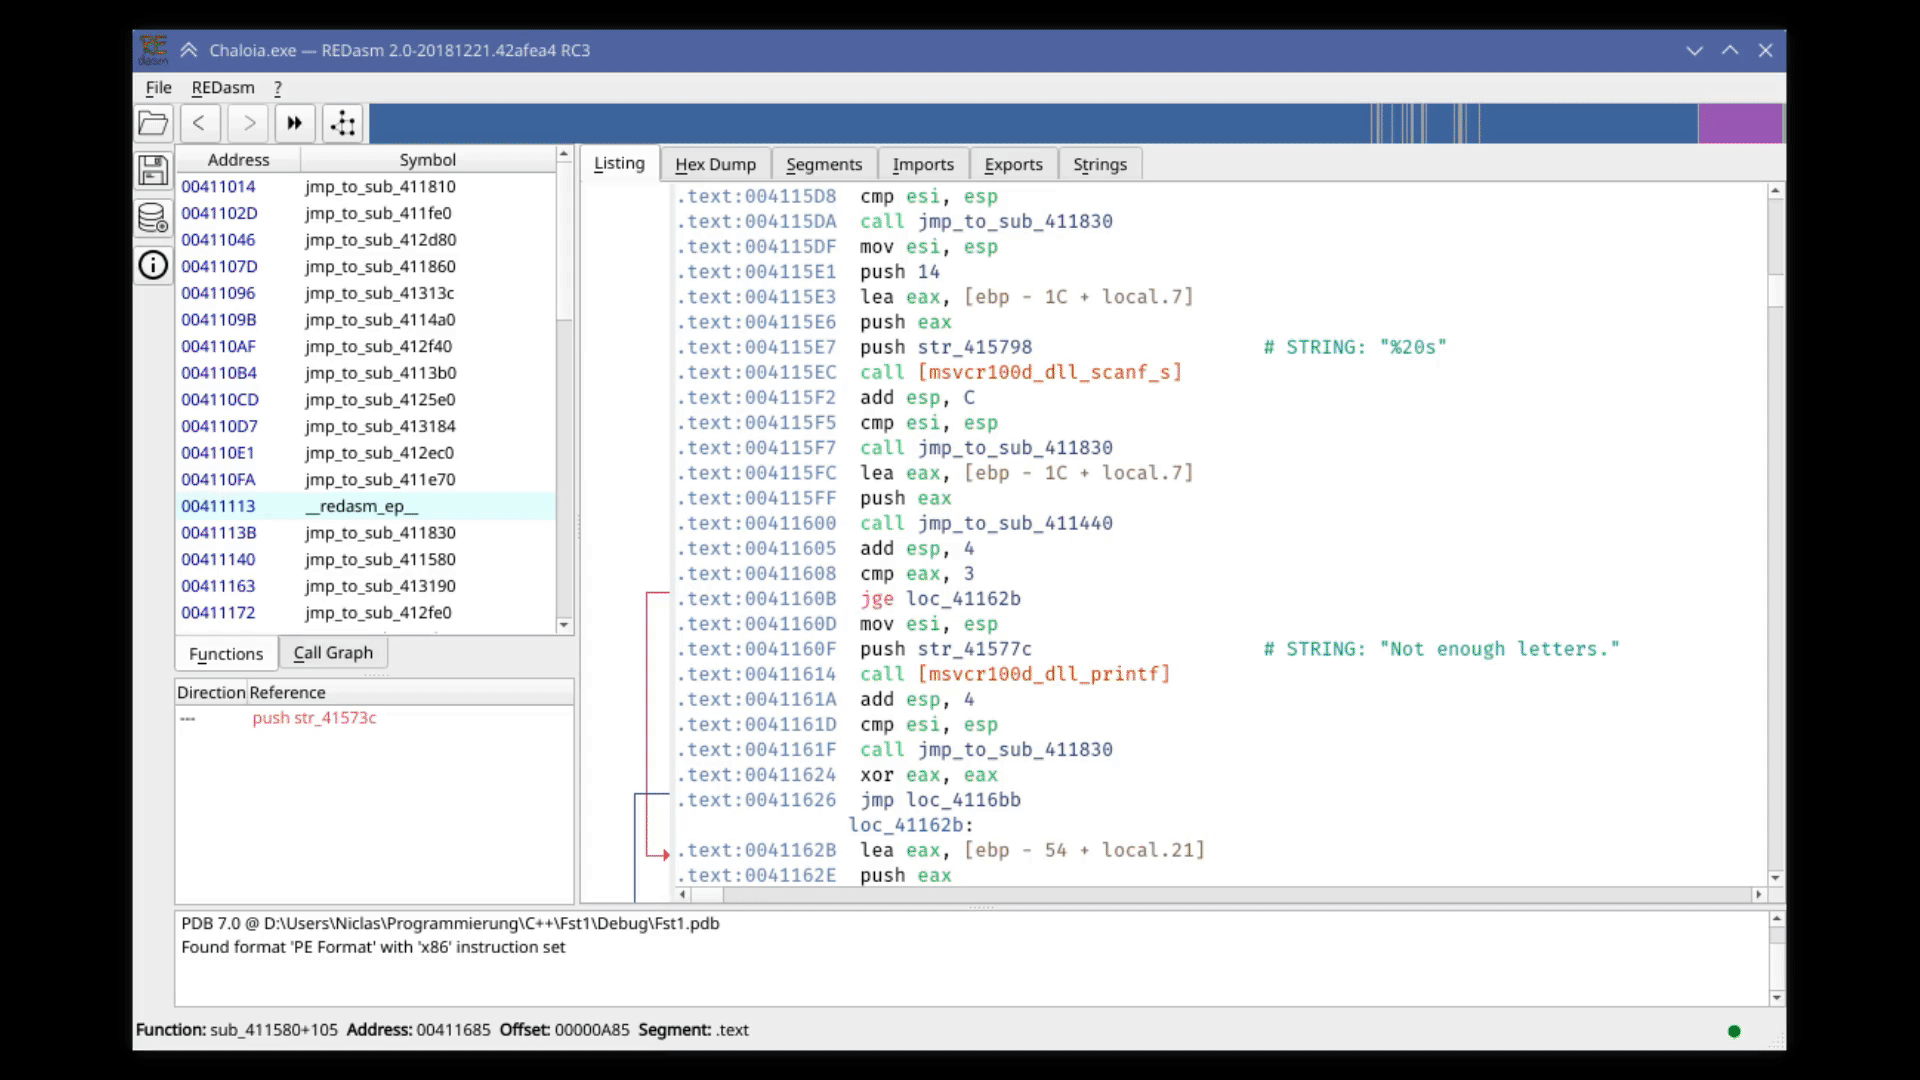 Chaloia.exe — REDasm 2.0-20181221.42afea4 RC3
File REDasm ?
Address Symbol
00411014 jmp_to_sub_411810
0041102D jmp_to_sub_411fe0
00411046 jmp_to_sub_412d80
0041107D jmp_to_sub_411860
00411096 jmp_to_sub_41313c
0041109B jmp_to_sub_4114a0
004110AF jmp_to_sub_412f40
004110B4 jmp_to_sub_4113b0
004110CD jmp_to_sub_4125e0
004110D7 jmp_to_sub_413184
004110E1 jmp_to_sub_412ec0
004110FA jmp_to_sub_411e70
00411113 __redasm_ep__
0041113B jmp_to_sub_411830
00411140 jmp_to_sub_411580
00411163 jmp_to_sub_413190
00411172 jmp_to_sub_412fe0
Functions Call Graph
Direction Reference
--- push str_41573c
Listing Hex Dump Segments Imports Exports Strings
.text:004115D8 cmp esi, esp
.text:004115DA call jmp_to_sub_411830
.text:004115DF mov esi, esp
.text:004115E1 push 14
.text:004115E3 lea eax, [ebp - 1C + local.7]
.text:004115E6 push eax
.text:004115E7 push str_415798 # STRING: "%20s"
.text:004115EC call [msvcr100d_dll_scanf_s]
.text:004115F2 add esp, C
.text:004115F5 cmp esi, esp
.text:004115F7 call jmp_to_sub_411830
.text:004115FC lea eax, [ebp - 1C + local.7]
.text:004115FF push eax
.text:00411600 call jmp_to_sub_411440
.text:00411605 add esp, 4
.text:00411608 cmp eax, 3
.text:0041160B jge loc_41162b
.text:0041160D mov esi, esp
.text:0041160F push str_41577c # STRING: "Not enough letters."
.text:00411614 call [msvcr100d_dll_printf]
.text:0041161A add esp, 4
.text:0041161D cmp esi, esp
.text:0041161F call jmp_to_sub_411830
.text:00411624 xor eax, eax
.text:00411626 jmp loc_4116bb
loc_41162b:
.text:0041162B lea eax, [ebp - 54 + local.21]
.text:0041162E push eax
PDB 7.0 @ D:\Users\Niclas\Programmierung\C++\Fst1\Debug\Fst1.pdb
Found format 'PE Format' with 'x86' instruction set
Function: sub_411580+105 Address: 00411685 Offset: 00000A85 Segment: .text